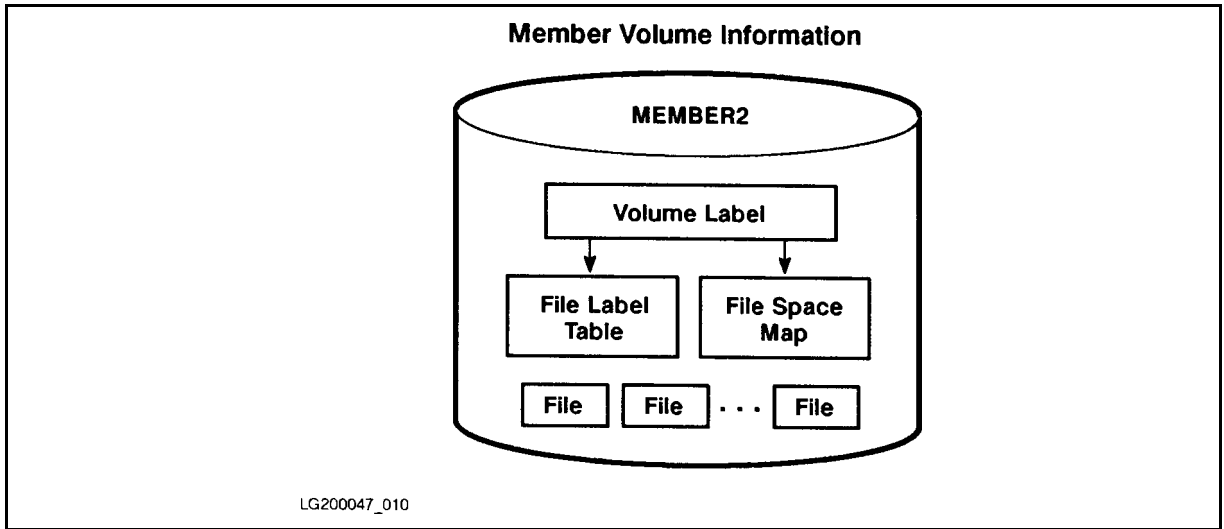 Member Volume Information
MEMBER2
Volume Label
File Label
Table
File Space
Map
File
File
. . .
File
LG200047_010